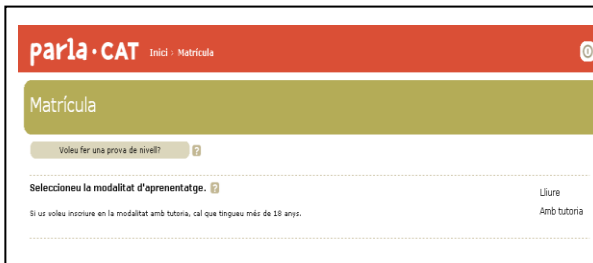 parla·CAT Inici › Matrícula
Matrícula
Voleu fer una prova de nivell? ?
Seleccioneu la modalitat d'aprenentatge. ?
Lliure
Si us voleu inscriure en la modalitat amb tutoria, cal que tingueu més de 18 anys.
Amb tutoria